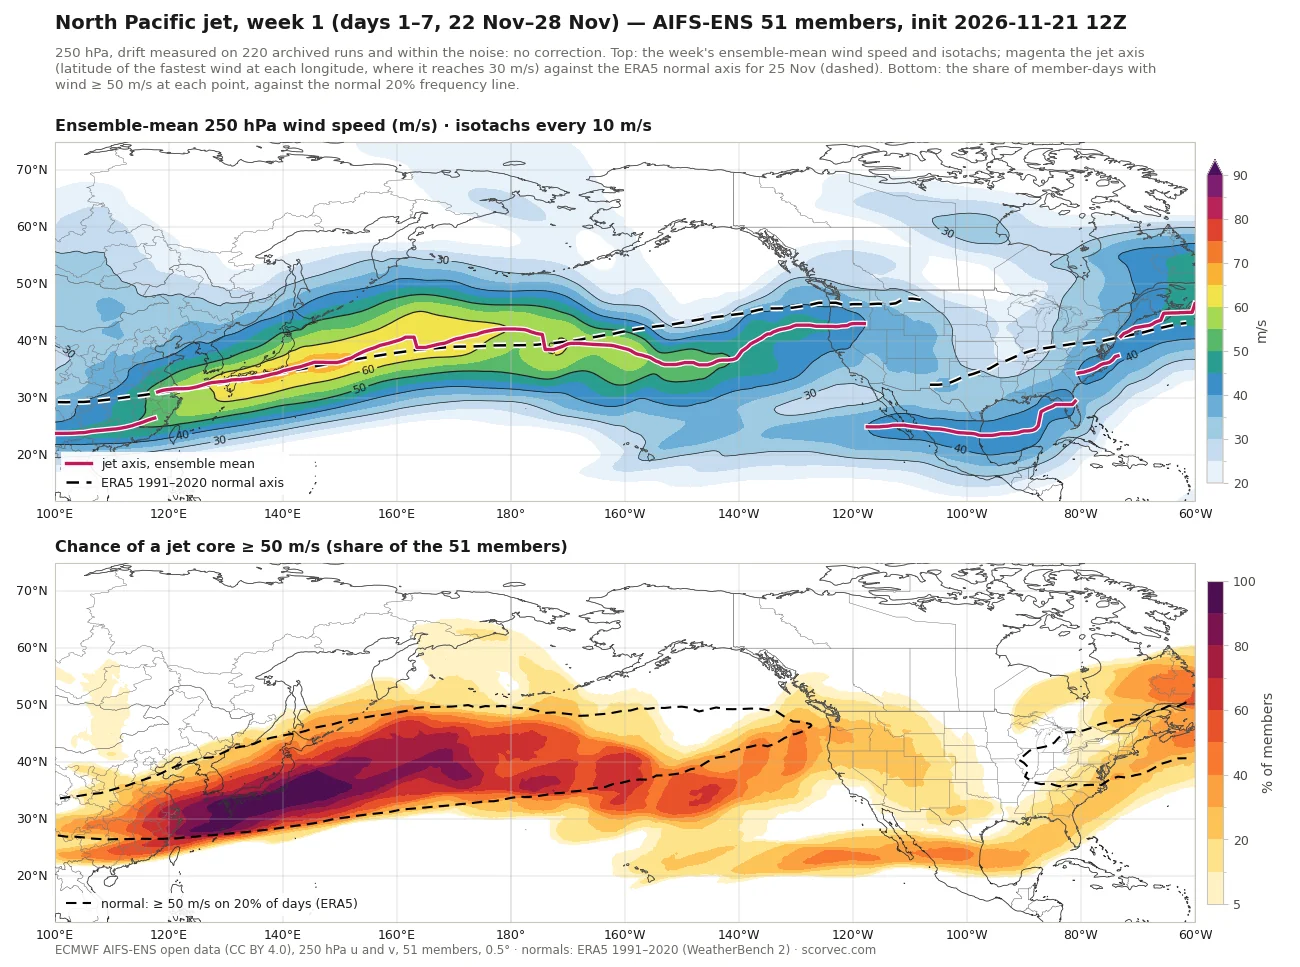 North Pacific jet, week 1 (days 1–7, 22 Nov–28 Nov) — AIFS-ENS 51 members, init 2026-11-21 12Z
250 hPa, drift measured on 220 archived runs and within the noise: no correction. Top: the week's ensemble-mean wind speed and isotachs; magenta the jet axis
(latitude of the fastest wind at each longitude, where it reaches 30 m/s) against the ERA5 normal axis for 25 Nov (dashed). Bottom: the share of member-days with
wind ≥ 50 m/s at each point, against the normal 20% frequency line.
Ensemble-mean 250 hPa wind speed (m/s) · isotachs every 10 m/s
70°N
60°N
50°N
40°N
30°N
20°N
30
30
60
50
40
30
30
30
40
40
jet axis, ensemble mean
ERA5 1991–2020 normal axis
100°E 120°E 140°E 160°E 180° 160°W 140°W 120°W 100°W 80°W 60°W
90
80
70
60
50
40
30
20
m/s
Chance of a jet core ≥ 50 m/s (share of the 51 members)
70°N
60°N
50°N
40°N
30°N
20°N
normal: ≥ 50 m/s on 20% of days (ERA5)
100°E 120°E 140°E 160°E 180° 160°W 140°W 120°W 100°W 80°W 60°W
100
80
60
40
20
5
% of members
ECMWF AIFS-ENS open data (CC BY 4.0), 250 hPa u and v, 51 members, 0.5° · normals: ERA5 1991–2020 (WeatherBench 2) · scorvec.com